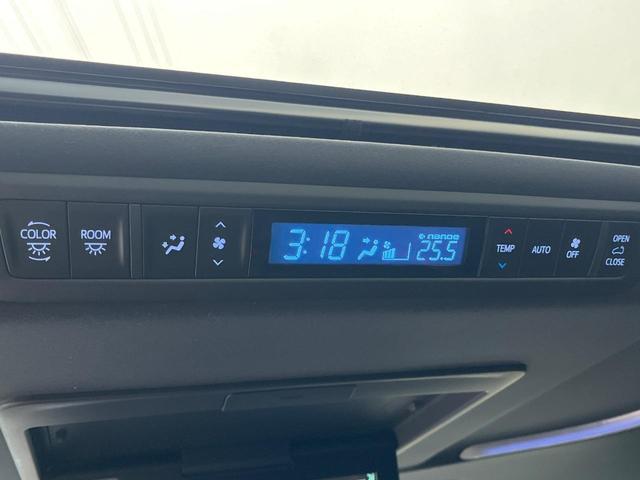 COLOR
ROOM
3:18
nanoe
25.5
TEMP
AUTO
OFF
OPEN
CLOSE